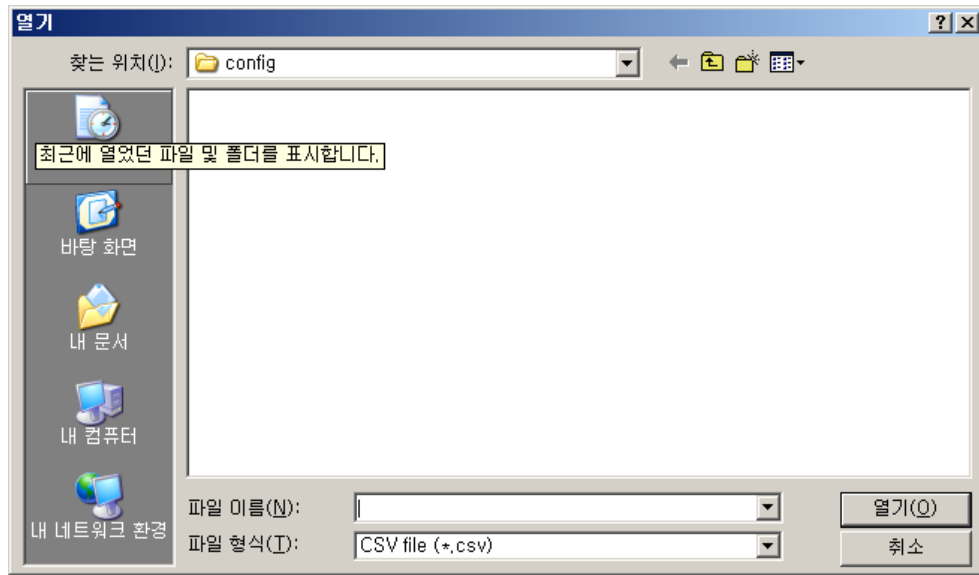 열기
찾는 위치(I): config
최근에 열었던 파일 및 폴더를 표시합니다.
바탕 화면
내 문서
내 컴퓨터
내 네트워크 환경
파일 이름(N):
열기(O)
파일 형식(T): CSV file (*.csv)
취소